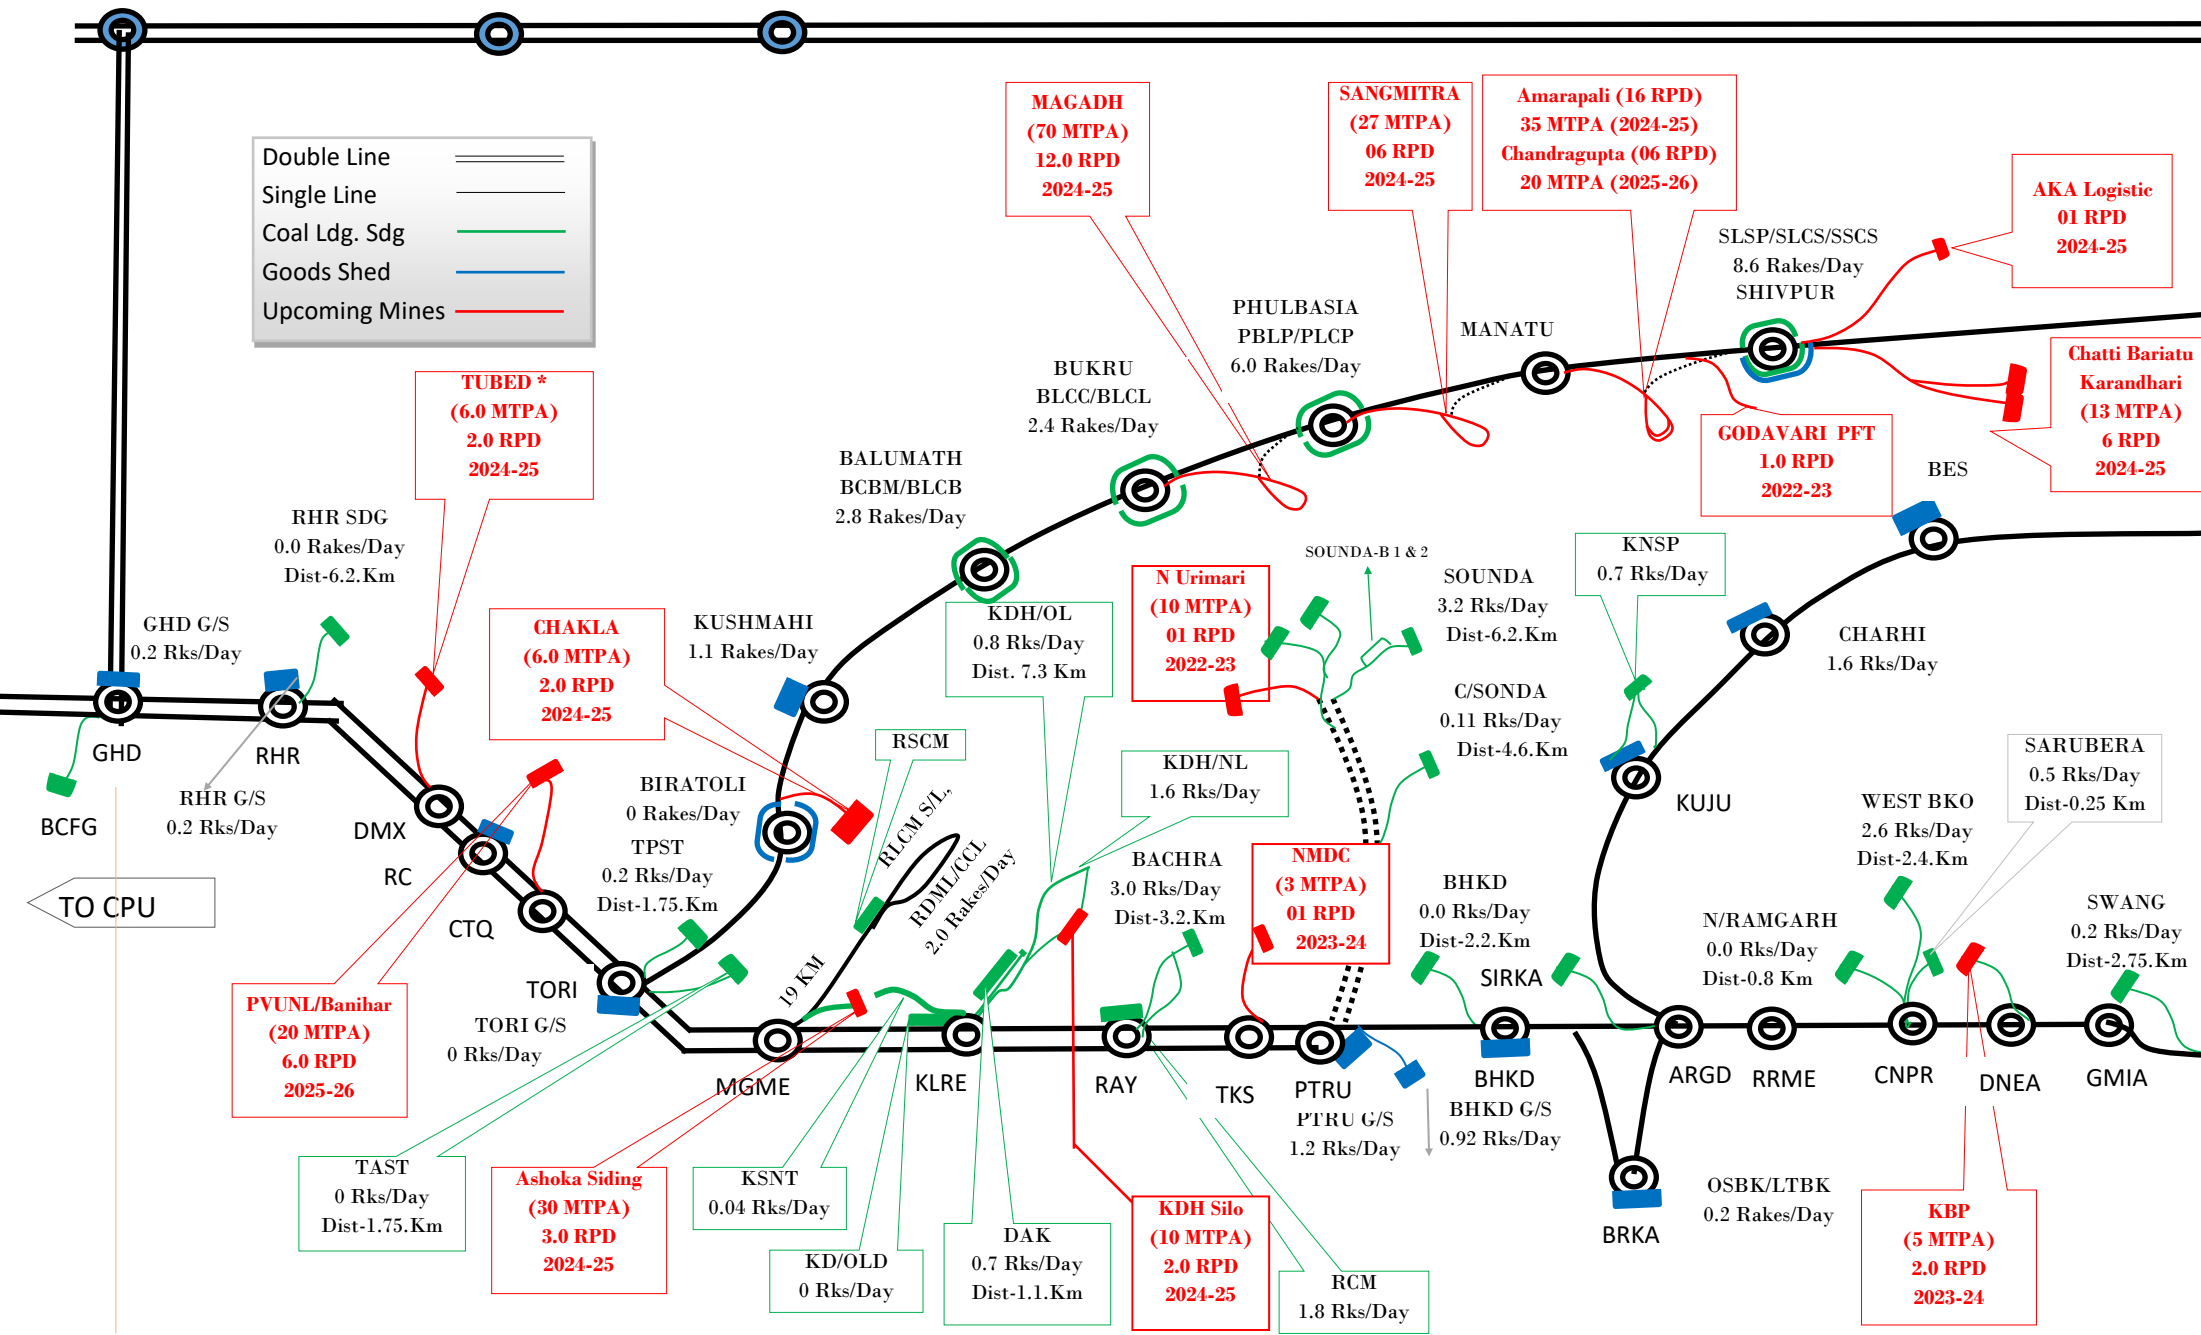 Double Line
Single Line
Coal Ldg. Sdg
Goods Shed
Upcoming Mines
MAGADH
(70 MTPA)
12.0 RPD
2024-25
SANGMITRA
(27 MTPA)
06 RPD
2024-25
Amarapali (16 RPD)
35 MTPA (2024-25)
Chandragupta (06 RPD)
20 MTPA (2025-26)
AKA Logistic
01 RPD
2024-25
SLSP/SLCS/SSCS
8.6 Rakes/Day
SHIVPUR
PHULBASIA
PBLP/PLCP
6.0 Rakes/Day
MANATU
Chatti Bariatu
Karandhari
(13 MTPA)
6 RPD
2024-25
BUKRU
BLCC/BLCL
2.4 Rakes/Day
TUBED *
(6.0 MTPA)
2.0 RPD
2024-25
GODAVARI PFT
1.0 RPD
2022-23
BES
BALUMATH
BCBM/BLCB
2.8 Rakes/Day
RHR SDG
0.0 Rakes/Day
Dist-6.2.Km
SOUNDA-B 1 & 2
KNSP
0.7 Rks/Day
N Urimari
(10 MTPA)
01 RPD
2022-23
SOUNDA
3.2 Rks/Day
Dist-6.2.Km
GHD G/S
0.2 Rks/Day
CHAKLA
(6.0 MTPA)
2.0 RPD
2024-25
KUSHMAHI
1.1 Rakes/Day
KDH/OL
0.8 Rks/Day
Dist. 7.3 Km
CHARHI
1.6 Rks/Day
C/SONDA
0.11 Rks/Day
Dist-4.6.Km
GHD
RHR
RSCM
KDH/NL
1.6 Rks/Day
SARUBERA
0.5 Rks/Day
Dist-0.25 Km
RHR G/S
0.2 Rks/Day
BCFG
DMX
BIRATOLI
0 Rakes/Day
RLCM S/L,
RDML/CCL
2.0 Rakes/Day
KUJU
WEST BKO
2.6 Rks/Day
Dist-2.4.Km
RC
TPST
0.2 Rks/Day
Dist-1.75.Km
BACHRA
3.0 Rks/Day
Dist-3.2.Km
NMDC
(3 MTPA)
01 RPD
2023-24
BHKD
0.0 Rks/Day
Dist-2.2.Km
TO CPU
CTQ
N/RAMGARH
0.0 Rks/Day
Dist-0.8 Km
SWANG
0.2 Rks/Day
Dist-2.75.Km
19 KM
SIRKA
TORI
PVUNL/Banihar
(20 MTPA)
6.0 RPD
2025-26
TORI G/S
0 Rks/Day
MGME
KLRE
RAY
TKS
PTRU
BHKD
ARGD
RRME
CNPR
DNEA
GMIA
PTRU G/S
1.2 Rks/Day
BHKD G/S
0.92 Rks/Day
TAST
0 Rks/Day
Dist-1.75.Km
Ashoka Siding
(30 MTPA)
3.0 RPD
2024-25
KSNT
0.04 Rks/Day
KD/OLD
0 Rks/Day
DAK
0.7 Rks/Day
Dist-1.1.Km
KDH Silo
(10 MTPA)
2.0 RPD
2024-25
RCM
1.8 Rks/Day
BRKA
OSBK/LTBK
0.2 Rakes/Day
KBP
(5 MTPA)
2.0 RPD
2023-24